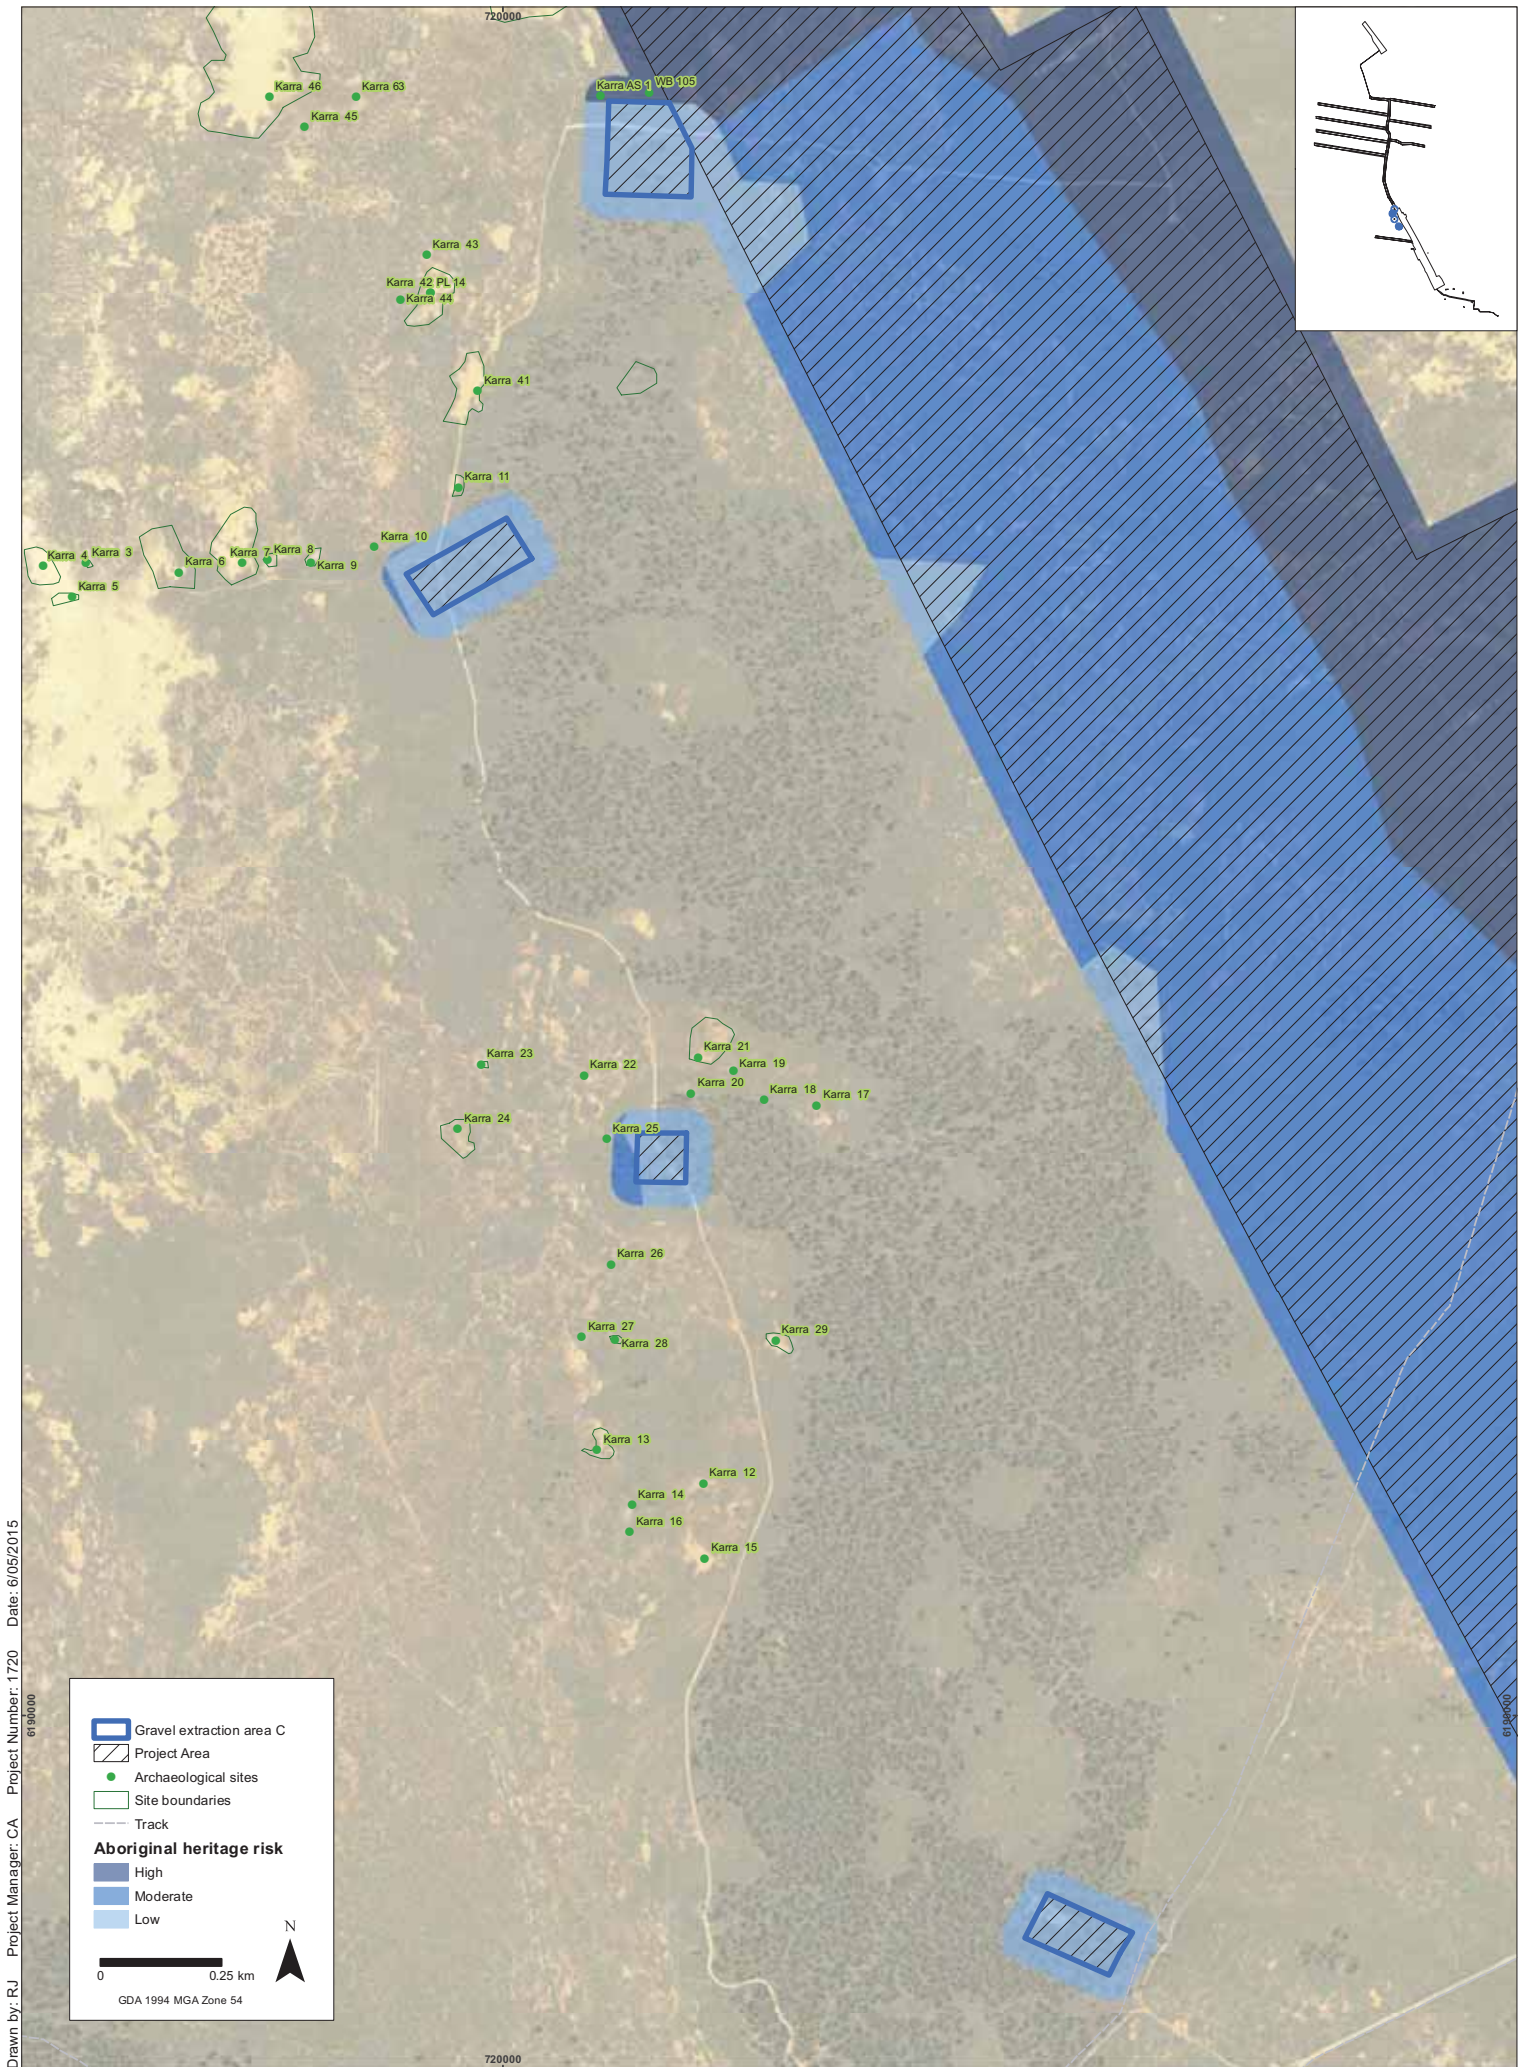 720000
Karra 46
Karra 63
Karra 45
Karra AS 1
WB 105
Karra 43
Karra 42
PL 14
Karra 44
Karra 41
Karra 11
Karra 10
Karra 4
Karra 3
Karra 5
Karra 6
Karra 7
Karra 8
Karra 9
Karra 21
Karra 23
Karra 22
Karra 19
Karra 20
Karra 18
Karra 17
Karra 24
Karra 25
Karra 26
Karra 27
Karra 28
Karra 29
Karra 13
Karra 12
Karra 14
Karra 16
Karra 15
6190000
6190000
Gravel extraction area C
Project Area
Archaeological sites
Site boundaries
Track
Aboriginal heritage risk
High
Moderate
Low
N
0 0.25 km
GDA 1994 MGA Zone 54
720000
Drawn by: RJ Project Manager: CA Project Number: 1720 Date: 6/05/2015